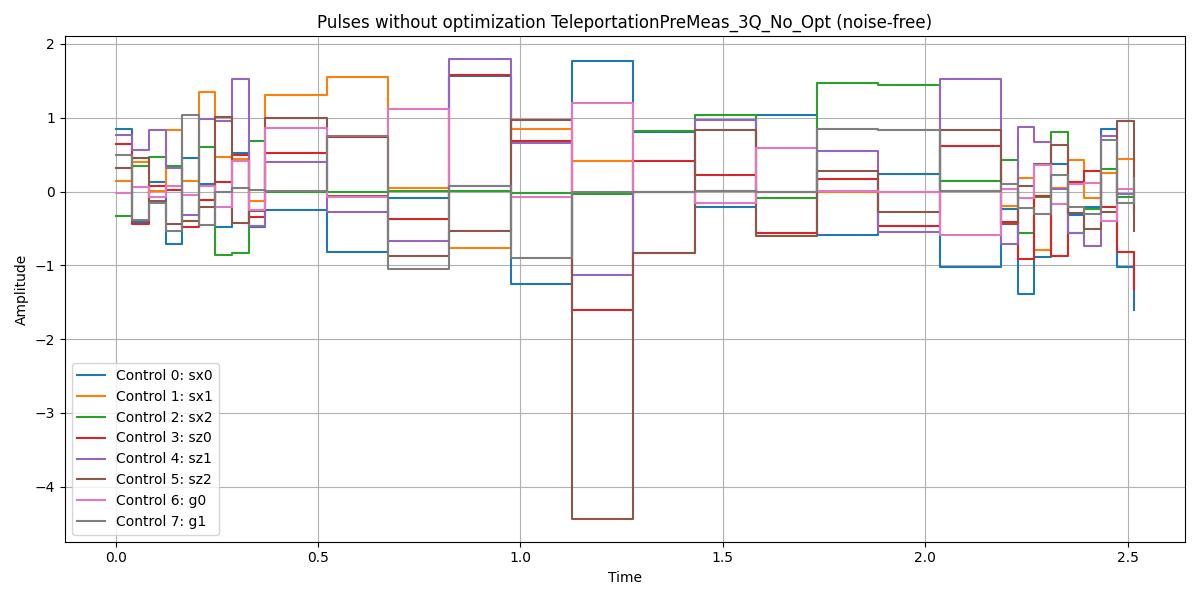 Pulses without optimization TeleportationPreMeas_3Q_No_Opt (noise-free)
2
1
0
−1
−2
−3
−4
Amplitude
Control 0: sx0
Control 1: sx1
Control 2: sx2
Control 3: sz0
Control 4: sz1
Control 5: sz2
Control 6: g0
Control 7: g1
0.0 0.5 1.0 1.5 2.0 2.5
Time